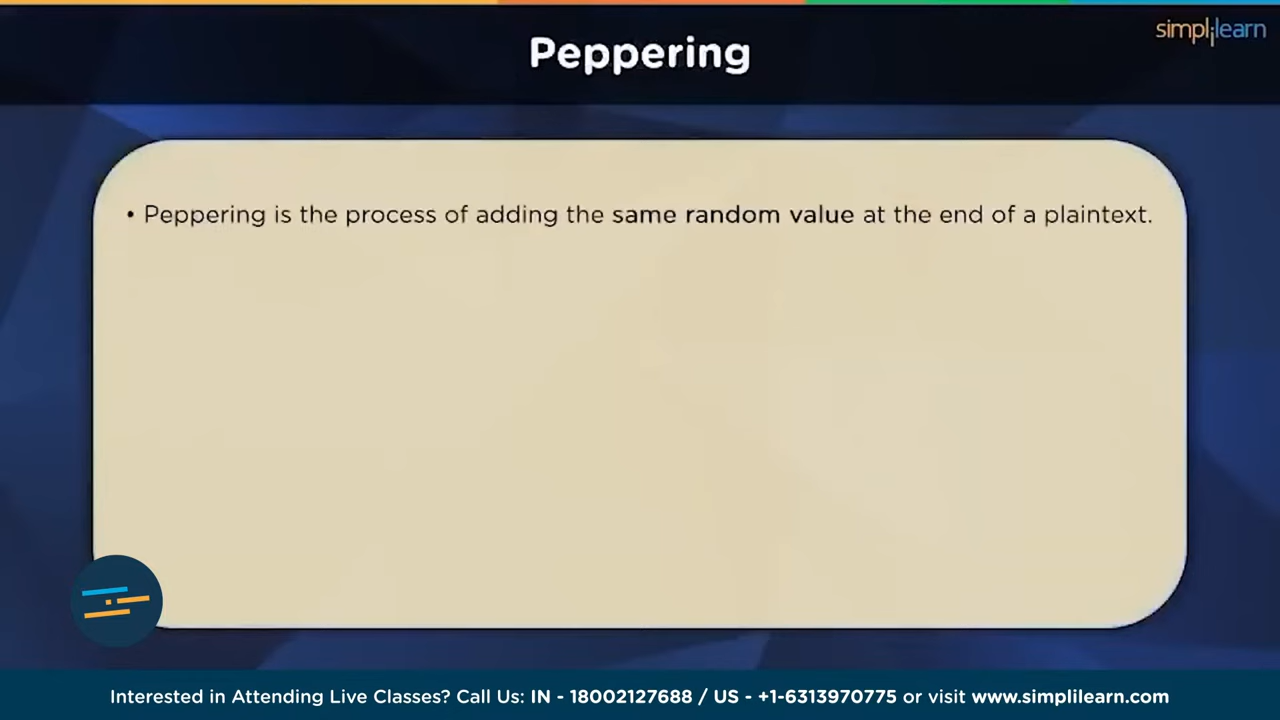 Peppering
simplilearn
• Peppering is the process of adding the same random value at the end of a plaintext.
Interested in Attending Live Classes? Call Us: IN - 18002127688 / US - +1-6313970775 or visit www.simplilearn.com